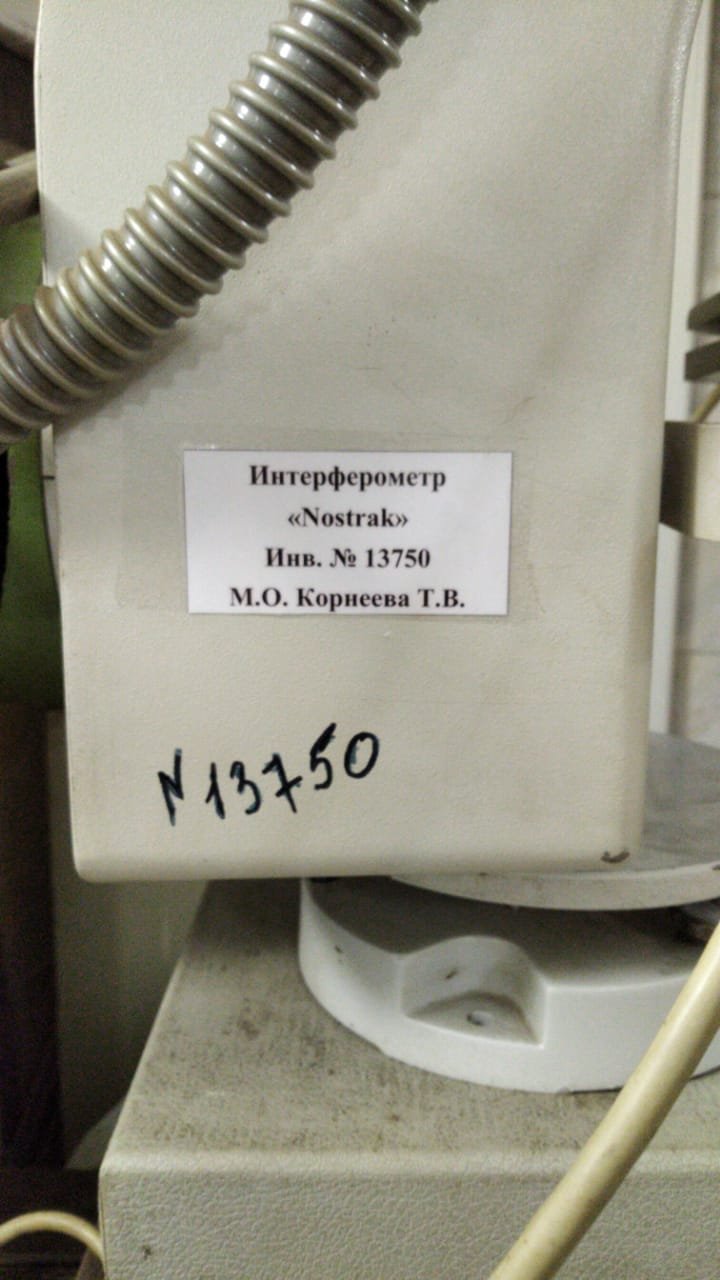 Интерферометр
«Nostrak»
Инв. № 13750
М.О. Корнеева Т.В.
N 13750